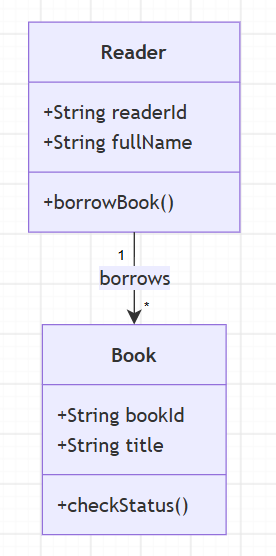 Reader
+String readerId
+String fullName
+borrowBook()
1
borrows
*
Book
+String bookId
+String title
+checkStatus()